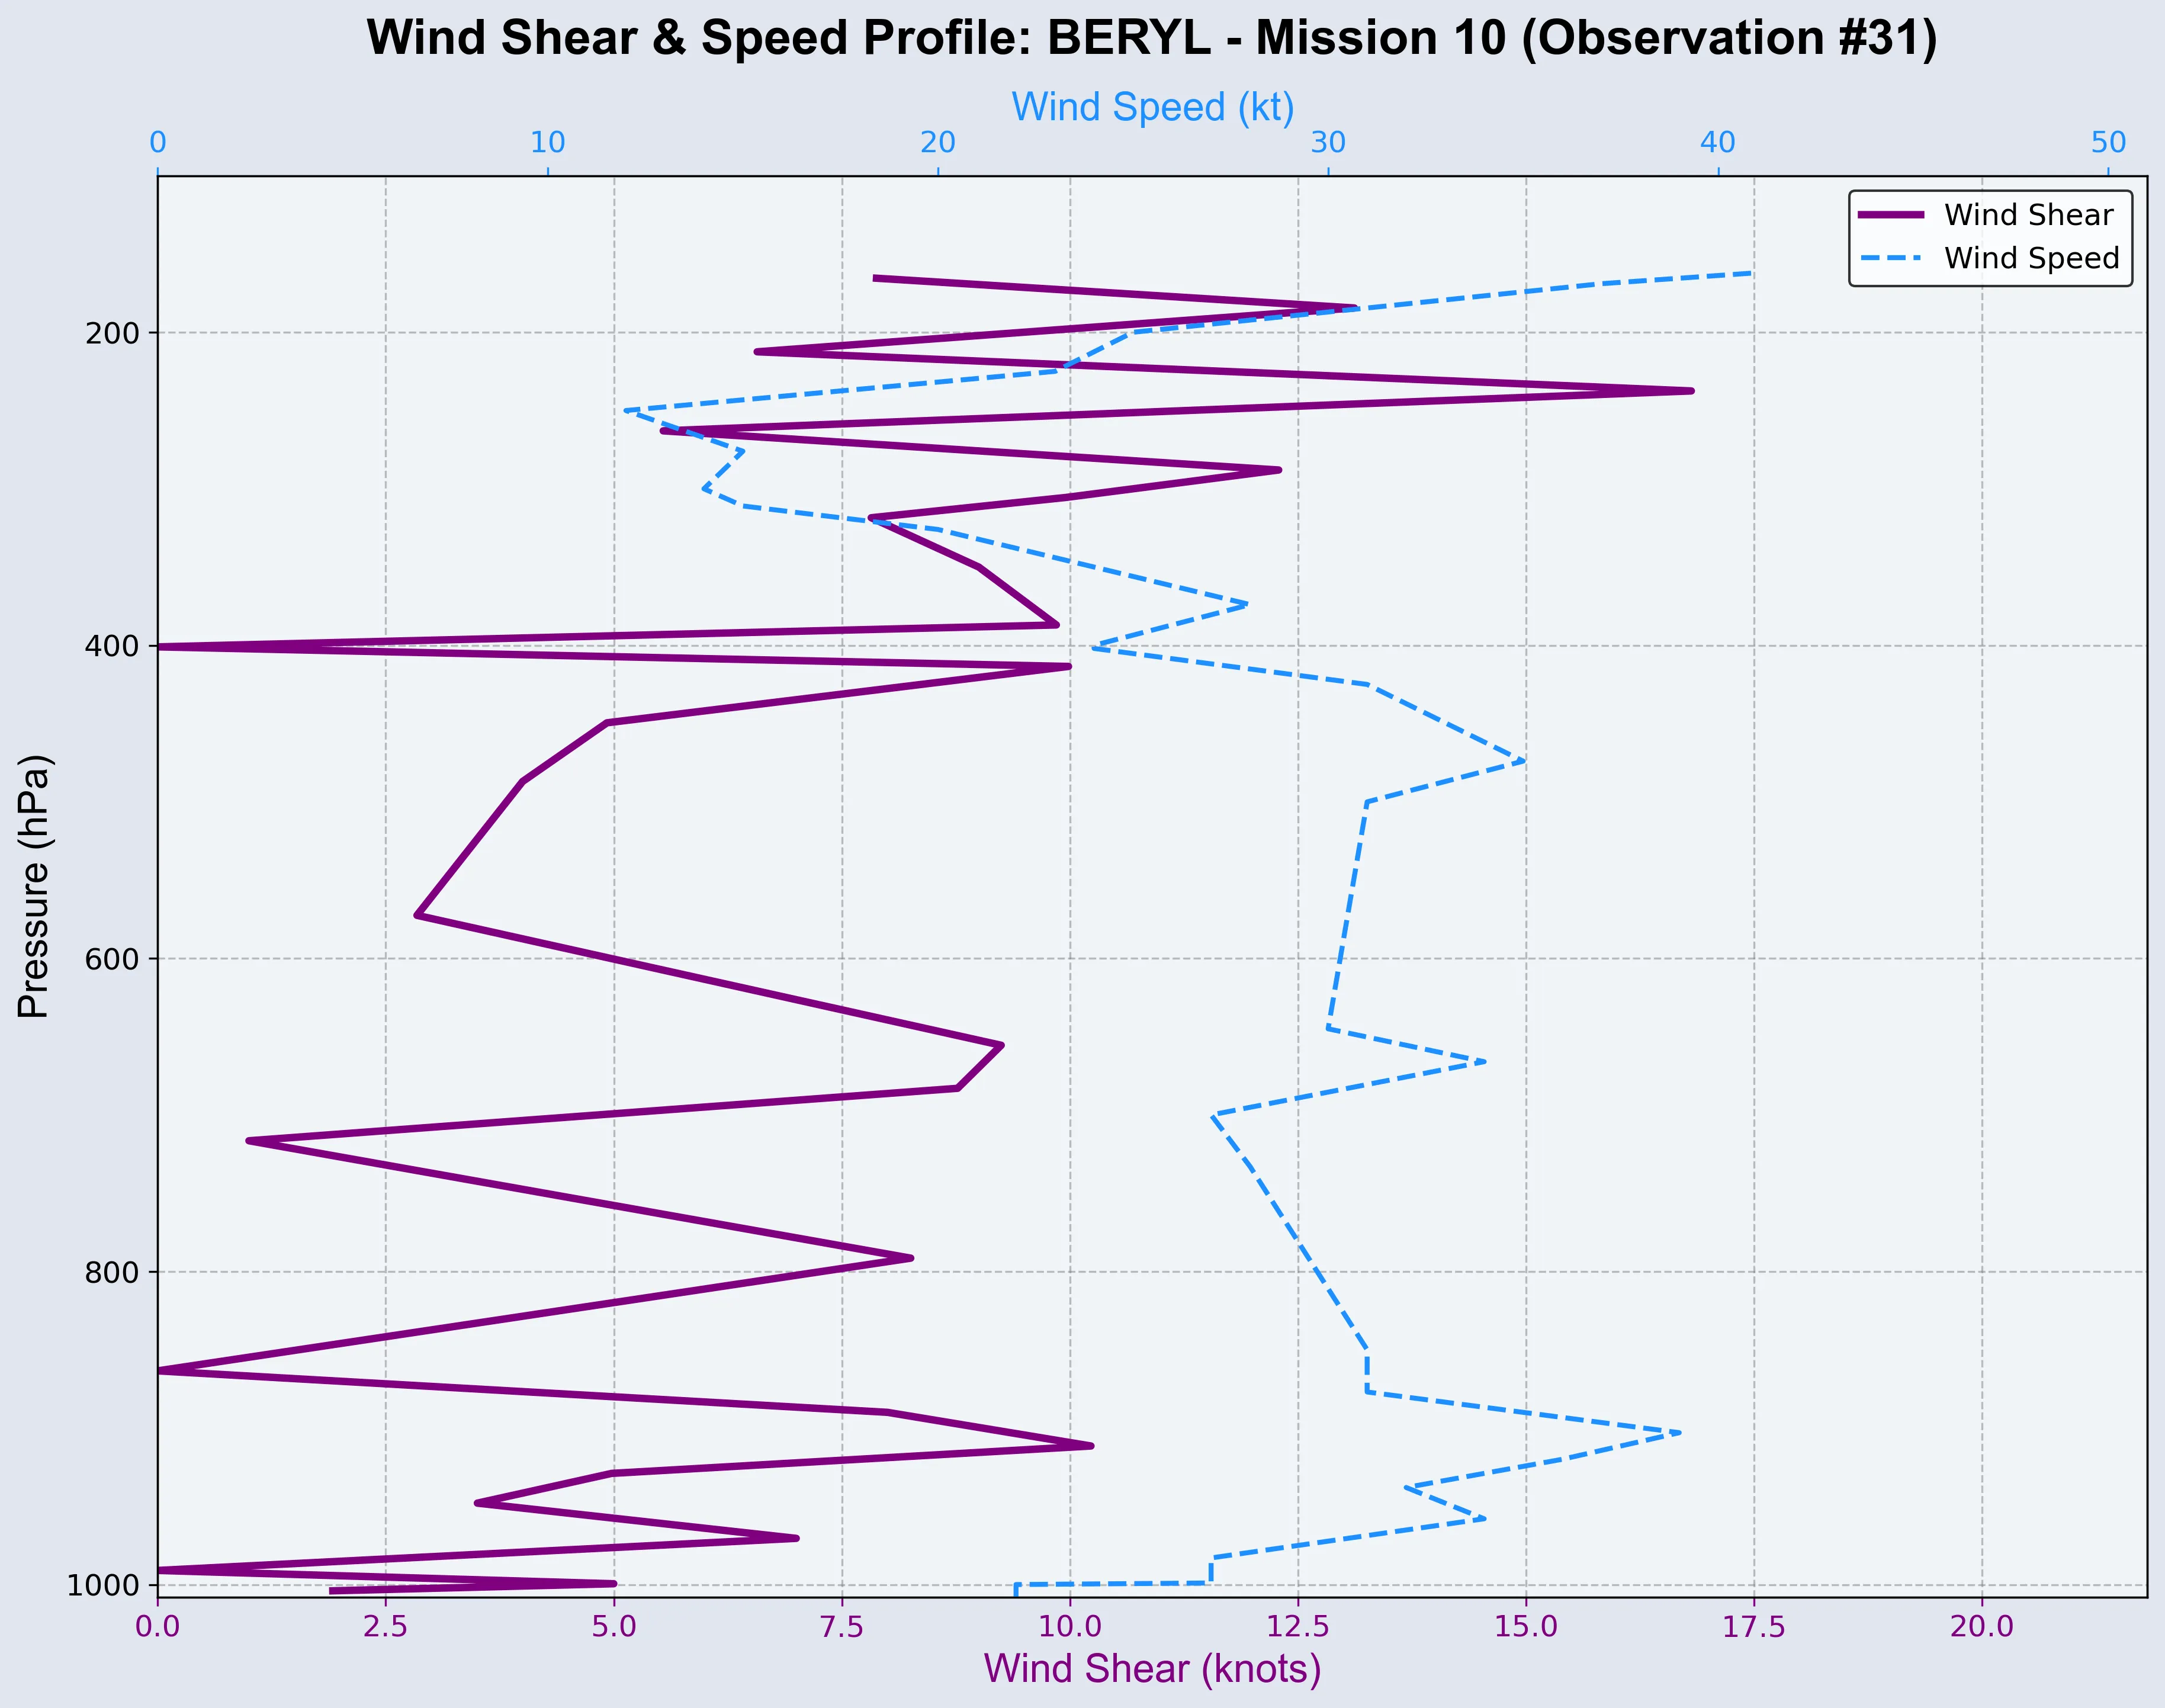 Wind Shear & Speed Profile: BERYL - Mission 10 (Observation #31)
Wind Speed (kt)
0 10 20 30 40 50
Wind Shear
Wind Speed
200
400
600
800
1000
Pressure (hPa)
0.0 2.5 5.0 7.5 10.0 12.5 15.0 17.5 20.0
Wind Shear (knots)